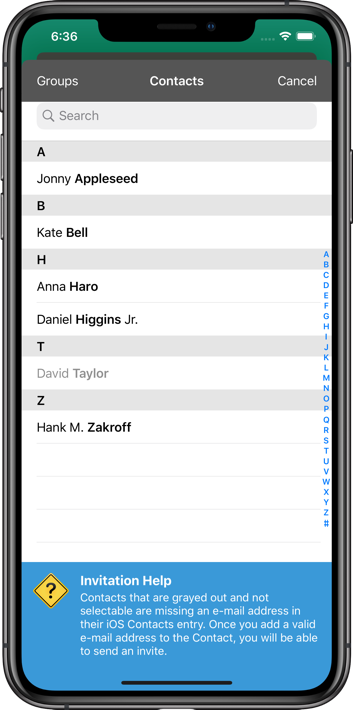 6:36
Groups Contacts Cancel
Search
A
Jonny Appleseed
B
Kate Bell
H
Anna Haro
Daniel Higgins Jr.
T
David Taylor
Z
Hank M. Zakroff
A
B
C
D
E
F
G
H
I
J
K
L
M
N
O
P
Q
R
S
T
U
V
W
X
Y
Z
#
?
Invitation Help
Contacts that are grayed out and not
selectable are missing an e-mail address in
their iOS Contacts entry. Once you add a valid
e-mail address to the Contact, you will be able
to send an invite.